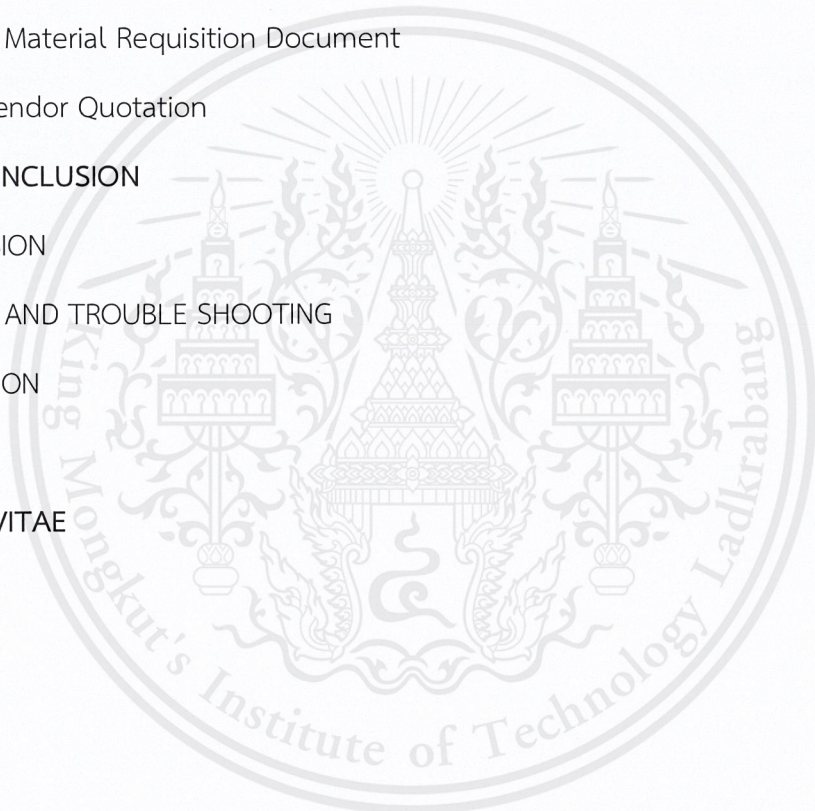 Material Requisition Document
endor Quotation
NCLUSION
ION
AND TROUBLE SHOOTING
ON
VITAE
King Mongkut's Institute of Technology Ladkrabang